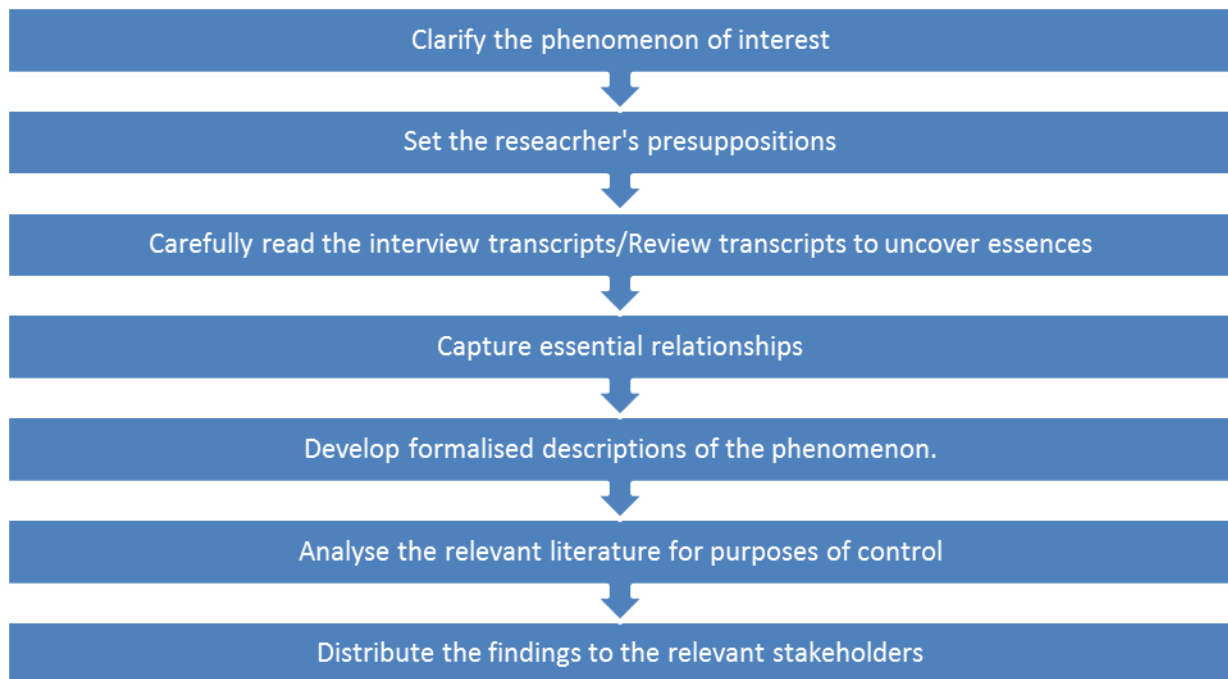 Clarify the phenomenon of interest
Set the reseacrher's presuppositions
Carefully read the interview transcripts/Review transcripts to uncover essences
Capture essential relationships
Develop formalised descriptions of the phenomenon.
Analyse the relevant literature for purposes of control
Distribute the findings to the relevant stakeholders